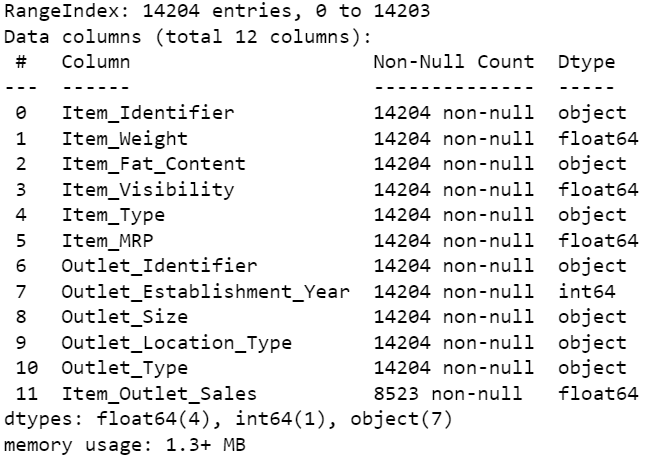 RangeIndex: 14204 entries, 0 to 14203
Data columns (total 12 columns):
 #   Column                     Non-Null Count  Dtype
---  ------                     --------------  -----
 0   Item_Identifier            14204 non-null  object
 1   Item_Weight                14204 non-null  float64
 2   Item_Fat_Content           14204 non-null  object
 3   Item_Visibility            14204 non-null  float64
 4   Item_Type                  14204 non-null  object
 5   Item_MRP                   14204 non-null  float64
 6   Outlet_Identifier          14204 non-null  object
 7   Outlet_Establishment_Year  14204 non-null  int64
 8   Outlet_Size                14204 non-null  object
 9   Outlet_Location_Type       14204 non-null  object
 10  Outlet_Type                14204 non-null  object
 11  Item_Outlet_Sales          8523 non-null   float64
dtypes: float64(4), int64(1), object(7)
memory usage: 1.3+ MB